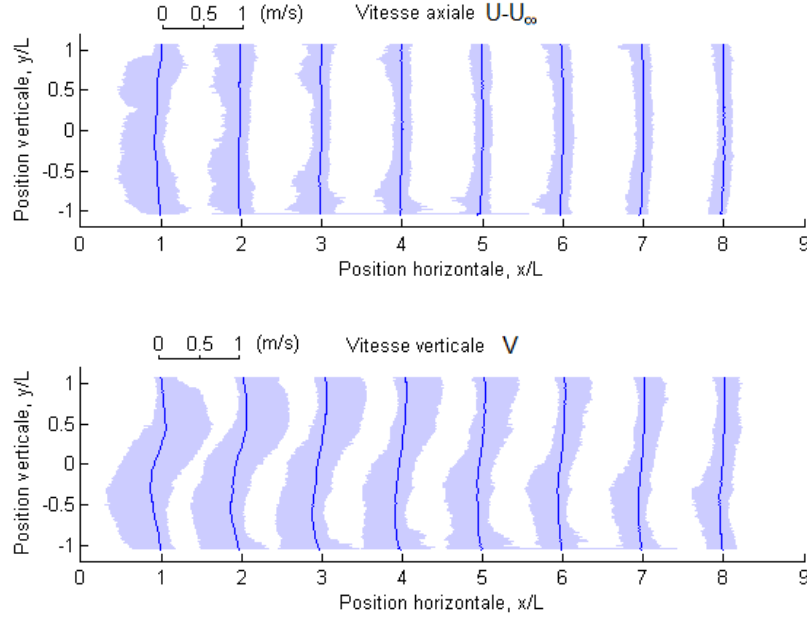 0 0.5 1 (m/s) Vitesse axiale U-U∞
Position verticale, y/L
1
0.5
0
-0.5
-1
0 1 2 3 4 5 6 7 8 9
Position horizontale, x/L
0 0.5 1 (m/s) Vitesse verticale V
Position verticale, y/L
1
0.5
0
-0.5
-1
0 1 2 3 4 5 6 7 8 9
Position horizontale, x/L